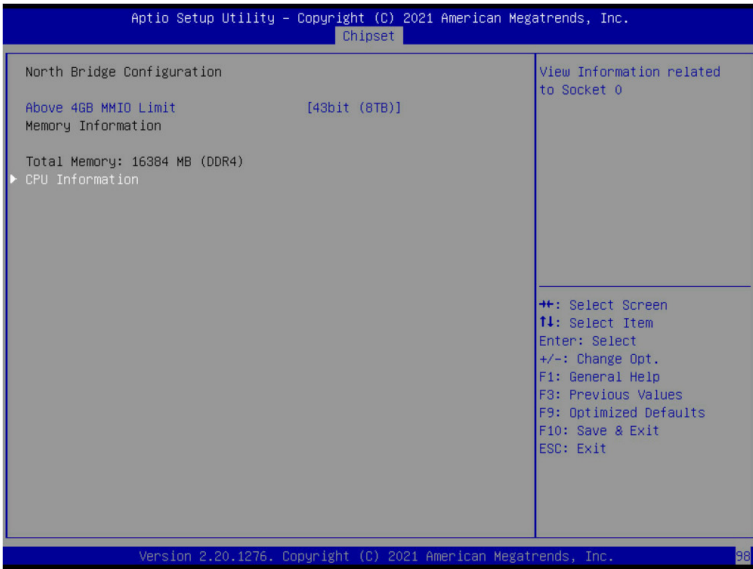 Aptio Setup Utility – Copyright (C) 2021 American Megatrends, Inc.
Chipset
North Bridge Configuration
Above 4GB MMIO Limit [43bit (8TB)]
Memory Information
Total Memory: 16384 MB (DDR4)
► CPU Information
View Information related
to Socket 0
→←: Select Screen
↑↓: Select Item
Enter: Select
+/-: Change Opt.
F1: General Help
F3: Previous Values
F9: Optimized Defaults
F10: Save & Exit
ESC: Exit
Version 2.20.1276. Copyright (C) 2021 American Megatrends, Inc.
98